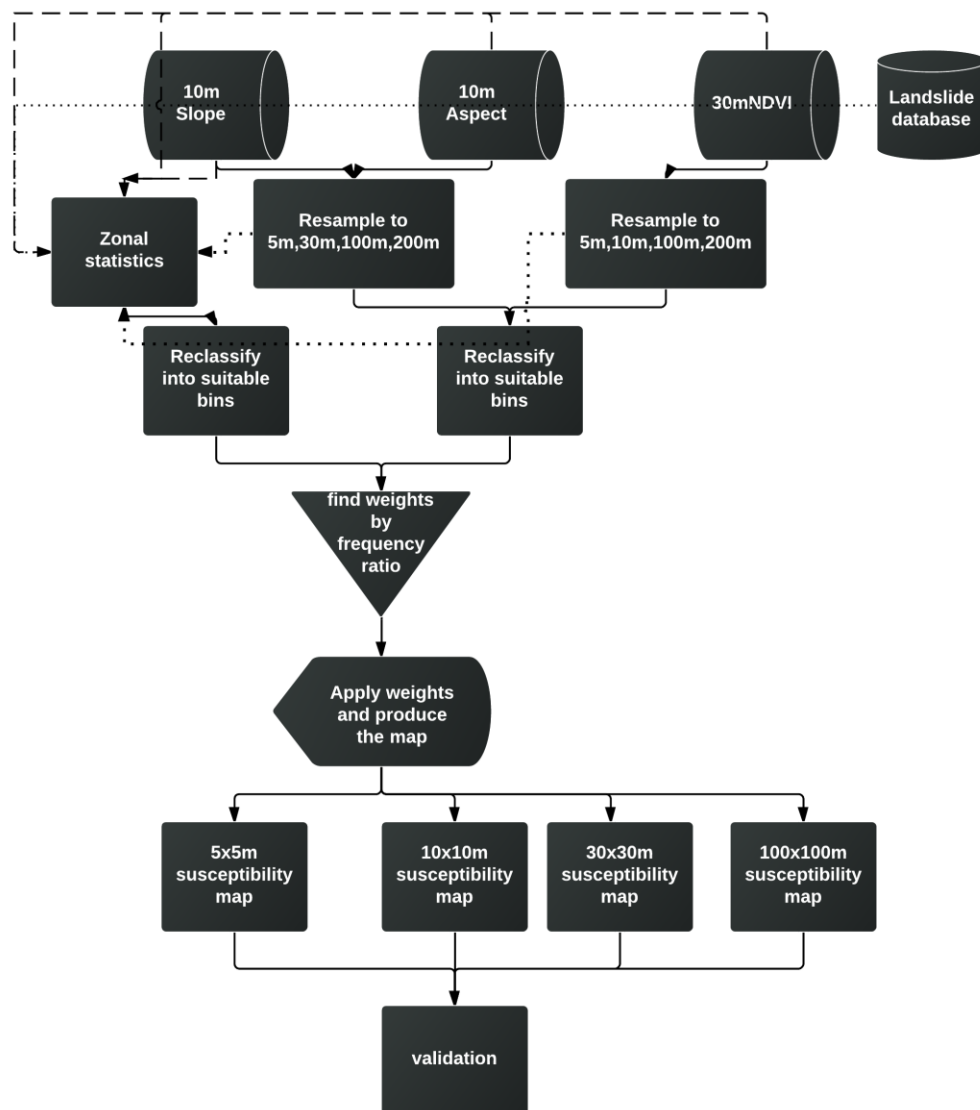 10m
Slope
10m
Aspect
30mNDVI
Landslide
database
Zonal
statistics
Resample to
5m,30m,100m,200m
Resample to
5m,10m,100m,200m
Reclassify
into suitable
bins
Reclassify
into suitable
bins
find weights
by
frequency
ratio
Apply weights
and produce
the map
5x5m
susceptibility
map
10x10m
susceptibility
map
30x30m
susceptibility
map
100x100m
susceptibility
map
validation